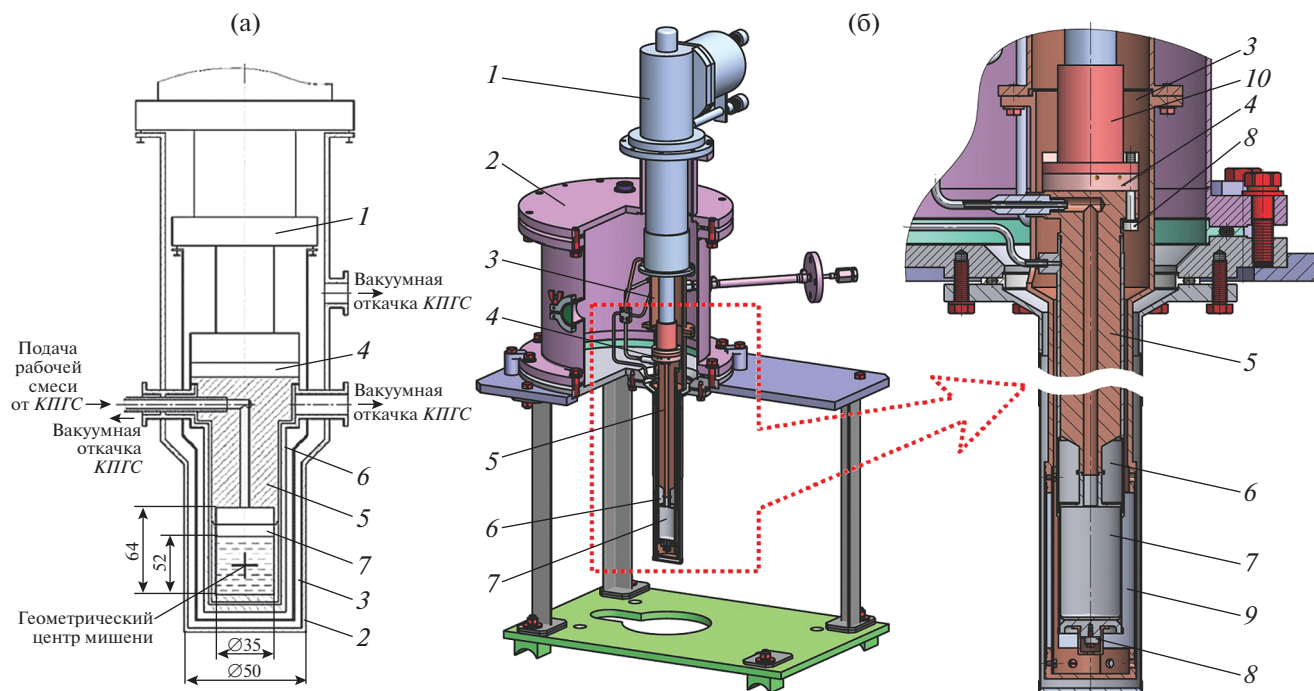 (а)
1
Вакуумная
откачка КПГС
Подача
рабочей
смеси
от КПГС
4
Вакуумная
откачка КПГС
Вакуумная
откачка
КПГС
6
5
64
52
7
Геометрический
центр мишени
3
2
∅35
∅50
(б)
1
2
3
4
5
6
7
3
10
4
8
5
6
7
9
8